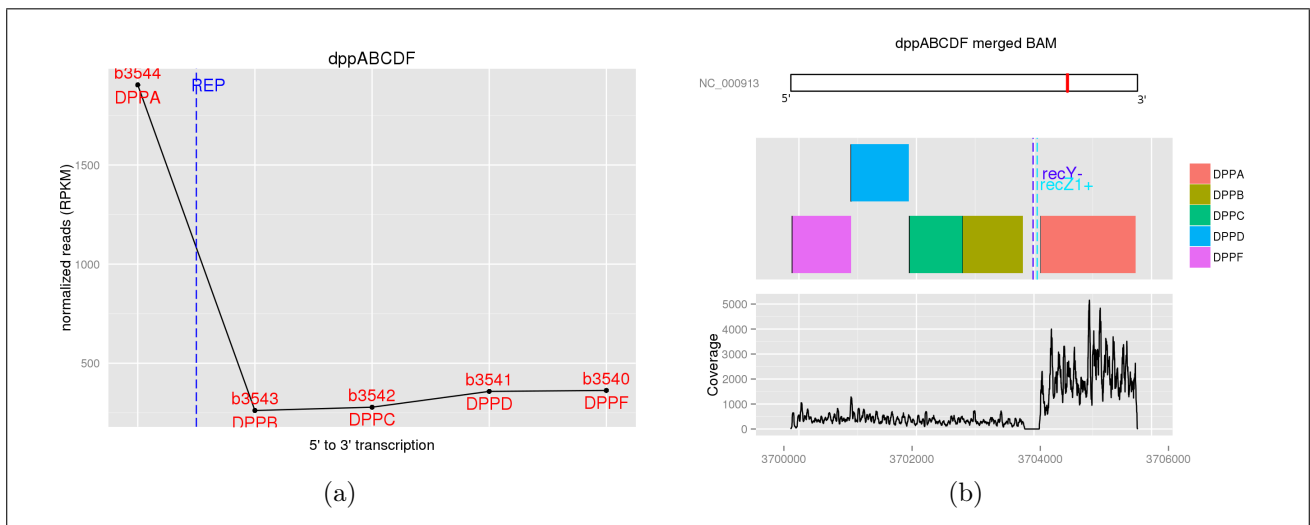 dppABCDF
b3544
DPPA
REP
1500
1000
500
normalized reads (RPKM)
b3543
DPPB
b3542
DPPC
b3541
DPPD
b3540
DPPF
5' to 3' transcription
(a)
dppABCDF merged BAM
NC_000913
5'
3'
recY-
recZ1+
DPPA
DPPB
DPPC
DPPD
DPPF
Coverage
5000
4000
3000
2000
1000
0
3700000
3702000
3704000
3706000
(b)